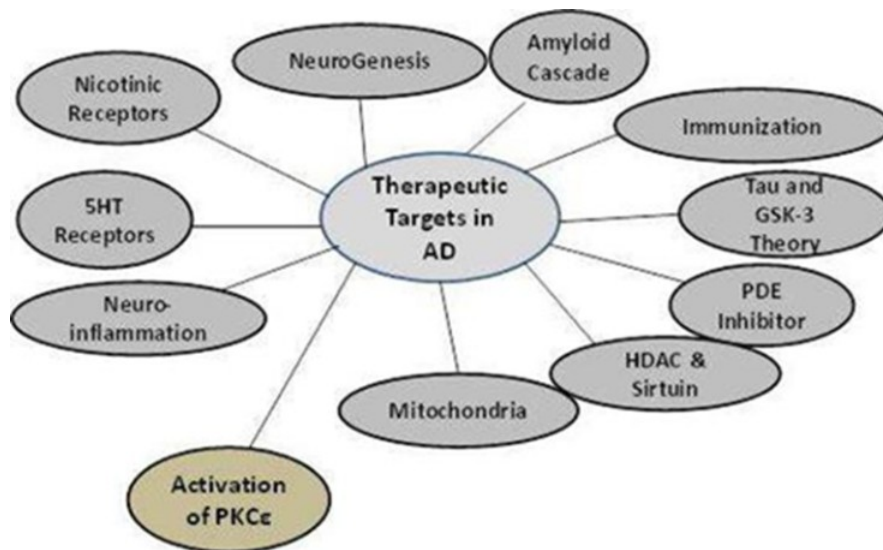 NeuroGenesis
Amyloid
Cascade
Nicotinic
Receptors
Immunization
Therapeutic
Targets in
AD
Tau and
GSK-3
Theory
5HT
Receptors
PDE
Inhibitor
Neuro-
inflammation
HDAC &
Sirtuin
Mitochondria
Activation
of PKCε